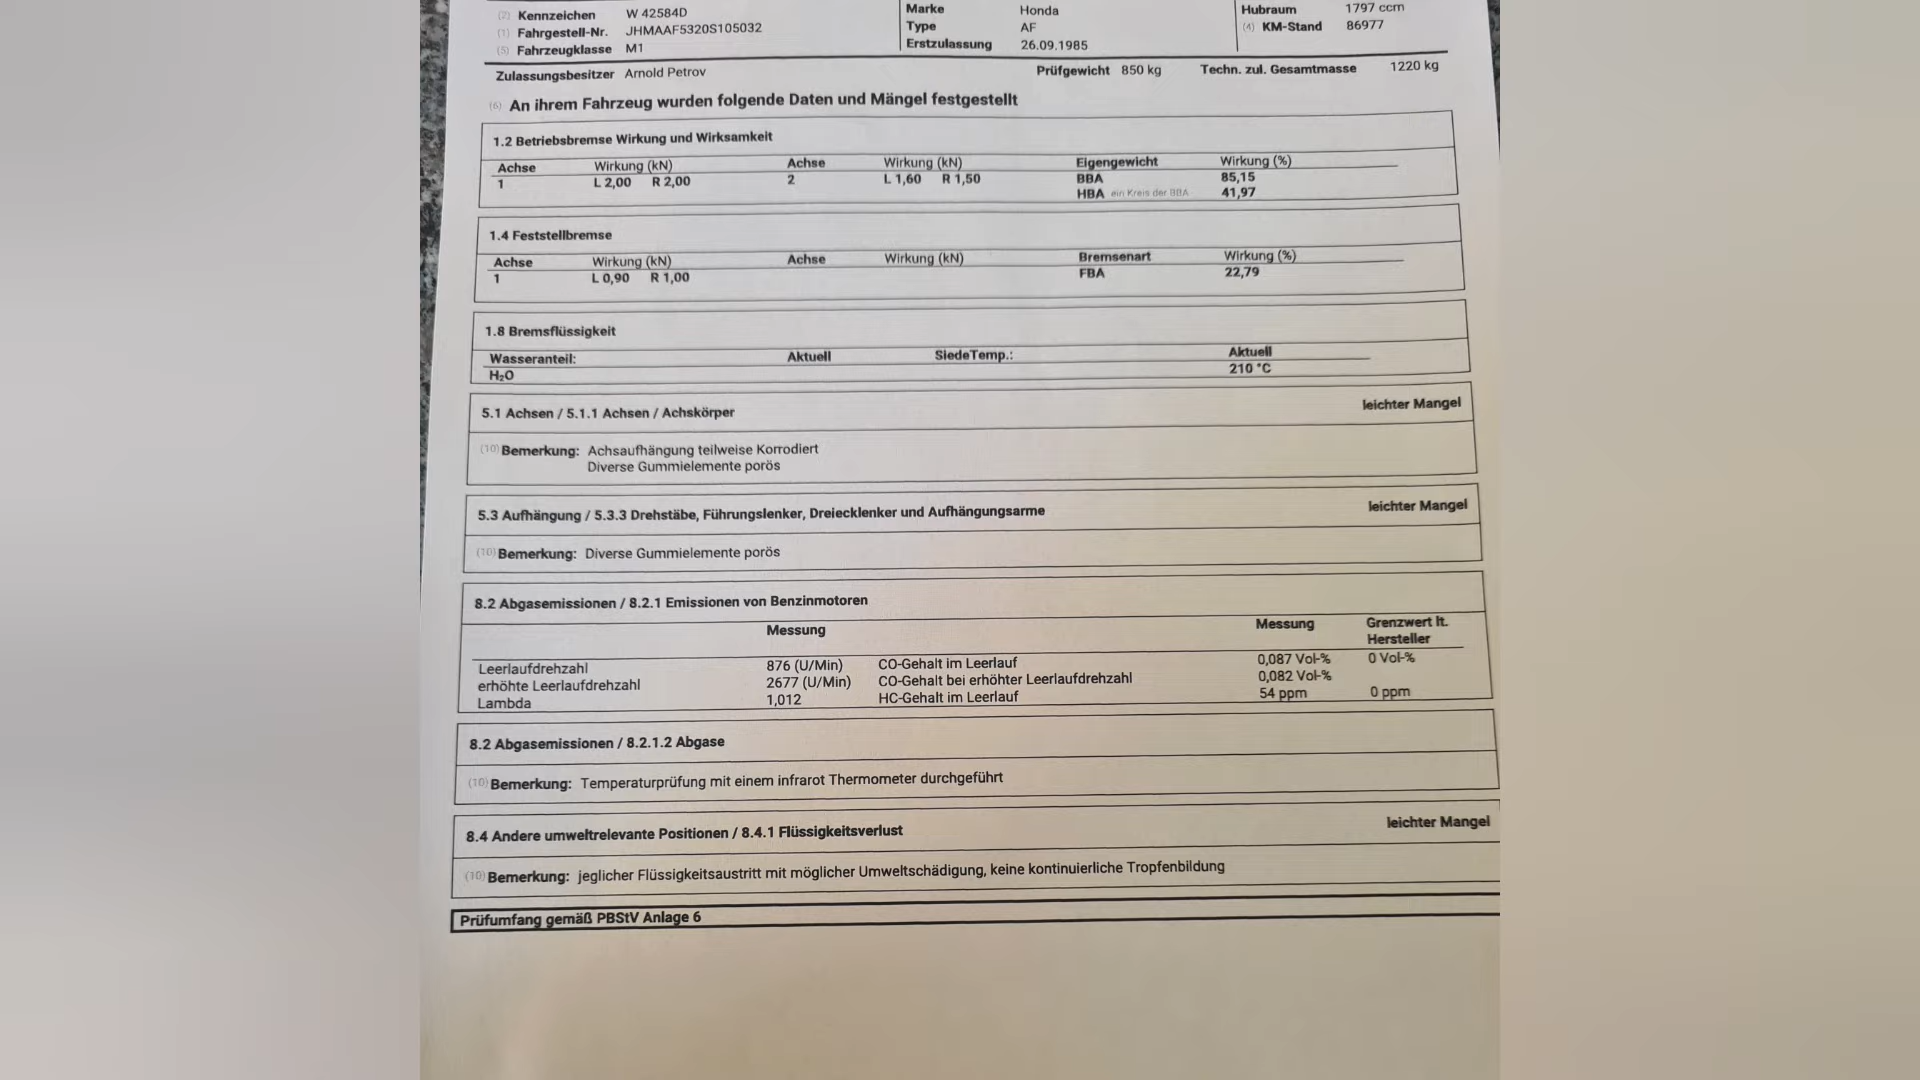 (2) Kennzeichen W 42584D Marke Honda Hubraum 1797 ccm
(1) Fahrgestell-Nr. JHMAAF5320S105032 Type AF (4) KM-Stand 86977
(5) Fahrzeugklasse M1 Erstzulassung 26.09.1985
Zulassungsbesitzer Arnold Petrov Prüfgewicht 850 kg Techn. zul. Gesamtmasse 1220 kg
(6) An ihrem Fahrzeug wurden folgende Daten und Mängel festgestellt
1.2 Betriebsbremse Wirkung und Wirksamkeit
Achse Wirkung (kN) Achse Wirkung (kN) Eigengewicht Wirkung (%)
1 L 2,00 R 2,00 2 L 1,60 R 1,50 BBA 85,15
HBA ein Kreis der BBA 41,97
1.4 Feststellbremse
Achse Wirkung (kN) Achse Wirkung (kN) Bremsenart Wirkung (%)
1 L 0,90 R 1,00 FBA 22,79
1.8 Bremsflüssigkeit
Wasseranteil: Aktuell SiedeTemp.: Aktuell
H₂O 210 °C
5.1 Achsen / 5.1.1 Achsen / Achskörper leichter Mangel
(10) Bemerkung: Achsaufhängung teilweise Korrodiert
Diverse Gummielemente porös
5.3 Aufhängung / 5.3.3 Drehstäbe, Führungslenker, Dreiecklenker und Aufhängungsarme leichter Mangel
(10) Bemerkung: Diverse Gummielemente porös
8.2 Abgasemissionen / 8.2.1 Emissionen von Benzinmotoren
Messung Messung Grenzwert lt.
Hersteller
Leerlaufdrehzahl 876 (U/Min) CO-Gehalt im Leerlauf 0,087 Vol-% 0 Vol-%
erhöhte Leerlaufdrehzahl 2677 (U/Min) CO-Gehalt bei erhöhter Leerlaufdrehzahl 0,082 Vol-%
Lambda 1,012 HC-Gehalt im Leerlauf 54 ppm 0 ppm
8.2 Abgasemissionen / 8.2.1.2 Abgase
(10) Bemerkung: Temperaturprüfung mit einem infrarot Thermometer durchgeführt
8.4 Andere umweltrelevante Positionen / 8.4.1 Flüssigkeitsverlust leichter Mangel
(10) Bemerkung: jeglicher Flüssigkeitsaustritt mit möglicher Umweltschädigung, keine kontinuierliche Tropfenbildung
Prüfumfang gemäß PBStV Anlage 6